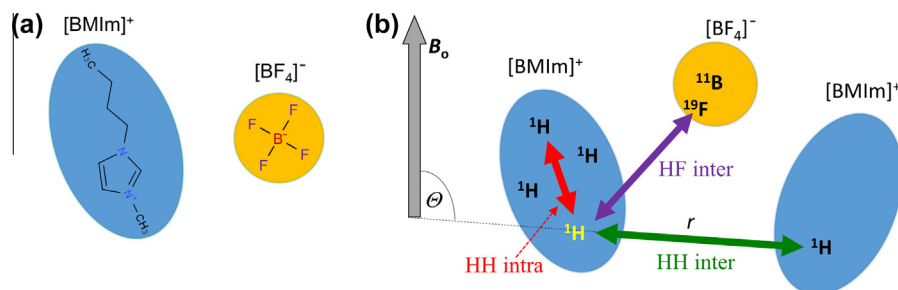 (a)
[BMIm]⁺
H₃C
N
N⁺
CH₃
[BF₄]⁻
F
F
B⁻
F
F
(b)
Bₒ
Θ
[BMIm]⁺
¹H
¹H
¹H
¹H
HH intra
[BF₄]⁻
¹¹B
¹⁹F
HF inter
r
HH inter
[BMIm]⁺
¹H